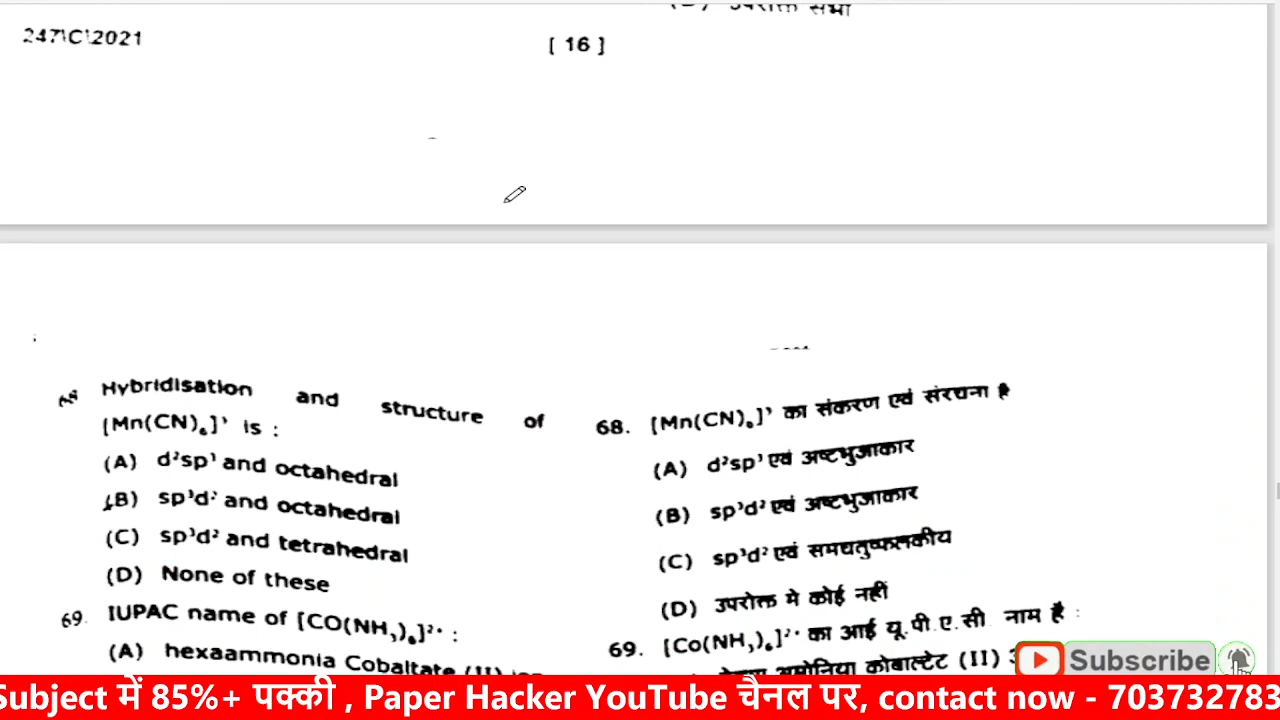 247\C\2021
[ 16 ]
Hybridisation and structure of
[Mn(CN)₆]³ is :
(A) d²sp³ and octahedral
(B) sp³d² and octahedral
(C) sp³d² and tetrahedral
(D) None of these
69. IUPAC name of [CO(NH₃)₆]²⁺ :
(A) hexaammonia Cobaltate (II)
68. [Mn(CN)₆]³ का संकरण एवं संरचना है
(A) d²sp³ एवं अष्टभुजाकार
(B) sp³d² एवं अष्टभुजाकार
(C) sp³d² एवं समचतुष्फलकीय
(D) उपरोक्त मे कोई नहीं
69. [Co(NH₃)₆]²⁺ का आई यू.पी.ए.सी नाम है :
अमोनिया कोबाल्टेट (II)
Subscribe
Subject में 85%+ पक्की , Paper Hacker YouTube चैनल पर, contact now - 703732783